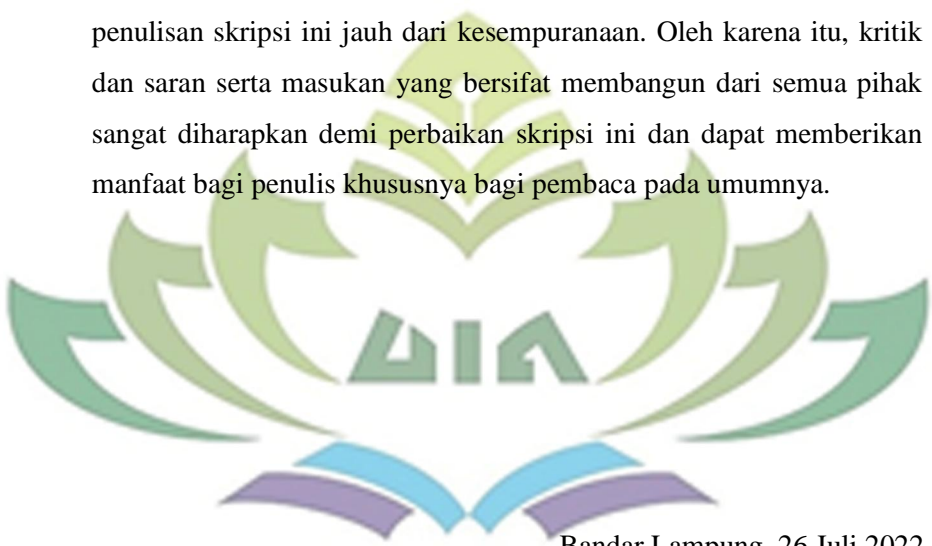 penulisan skripsi ini jauh dari kesempuranaan. Oleh karena itu, kritik
dan saran serta masukan yang bersifat membangun dari semua pihak
sangat diharapkan demi perbaikan skripsi ini dan dapat memberikan
manfaat bagi penulis khususnya bagi pembaca pada umumnya.
UIN
Bandar Lampung, 26 Juli 2022